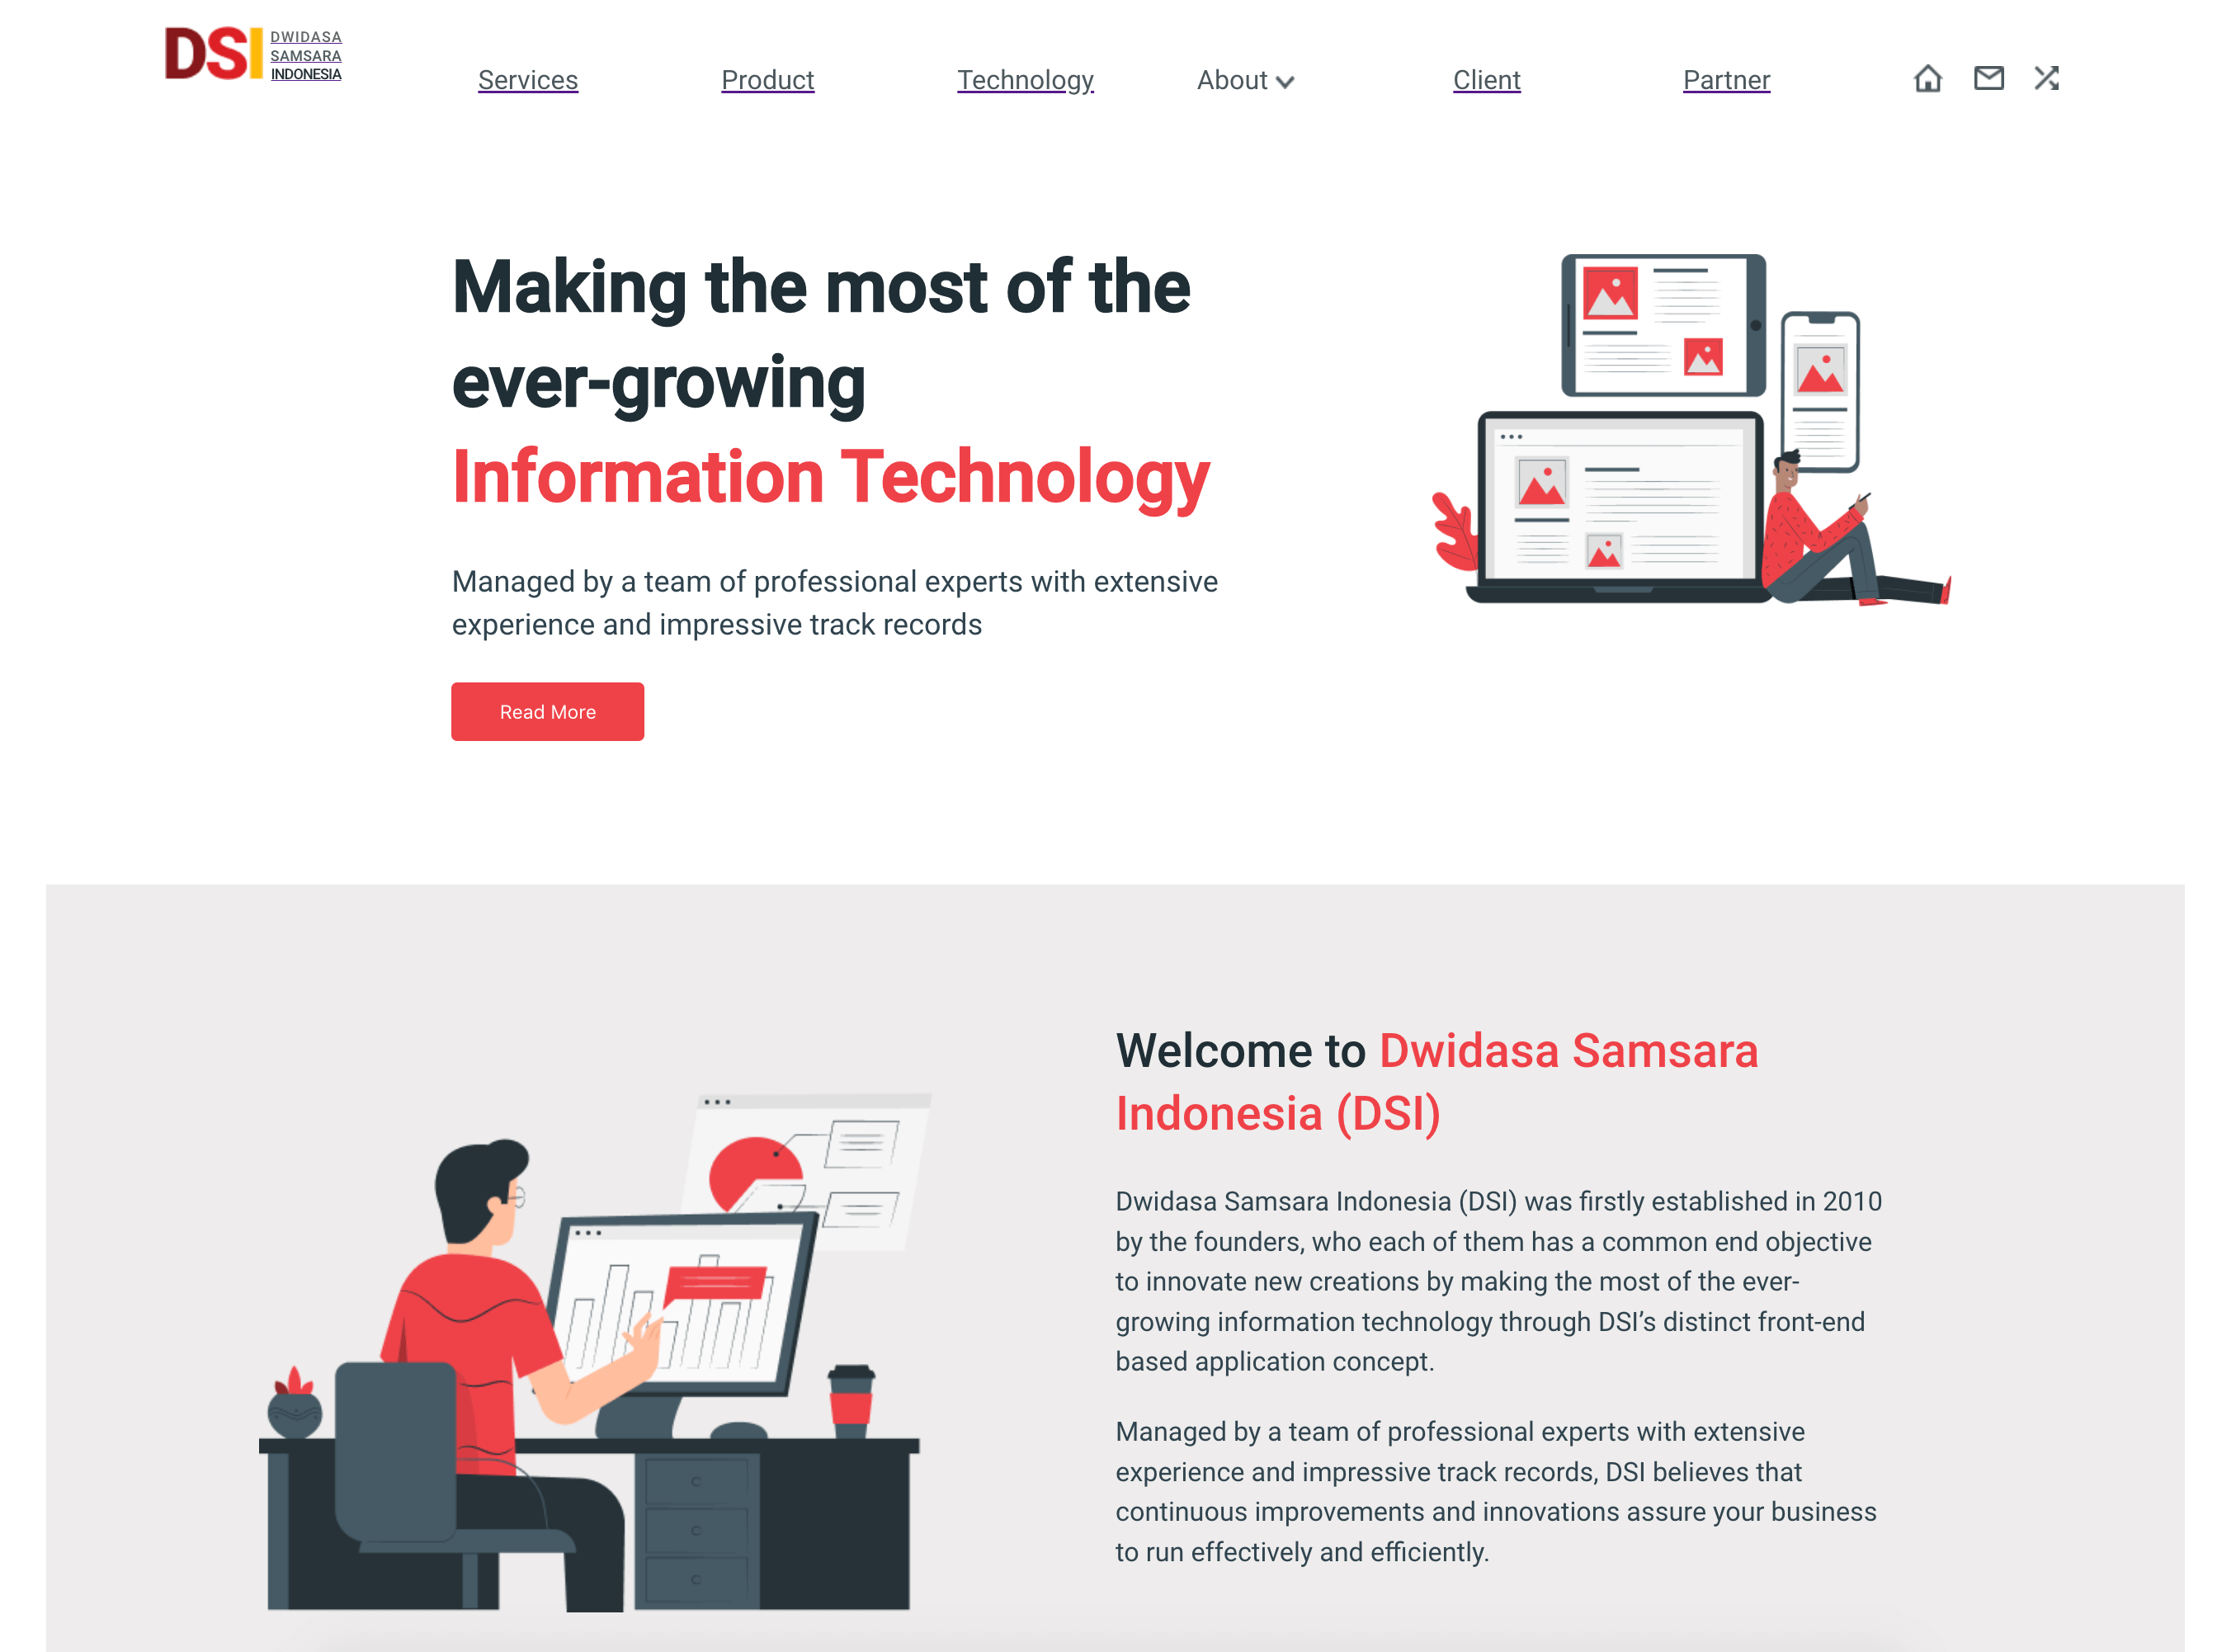 DSI
DWIDASA
SAMSARA
INDONESIA
Services
Product
Technology
About
Client
Partner
Making the most of the
ever-growing
Information Technology
Managed by a team of professional experts with extensive
experience and impressive track records
Read More
Welcome to Dwidasa Samsara
Indonesia (DSI)
Dwidasa Samsara Indonesia (DSI) was firstly established in 2010
by the founders, who each of them has a common end objective
to innovate new creations by making the most of the ever-
growing information technology through DSI’s distinct front-end
based application concept.
Managed by a team of professional experts with extensive
experience and impressive track records, DSI believes that
continuous improvements and innovations assure your business
to run effectively and efficiently.